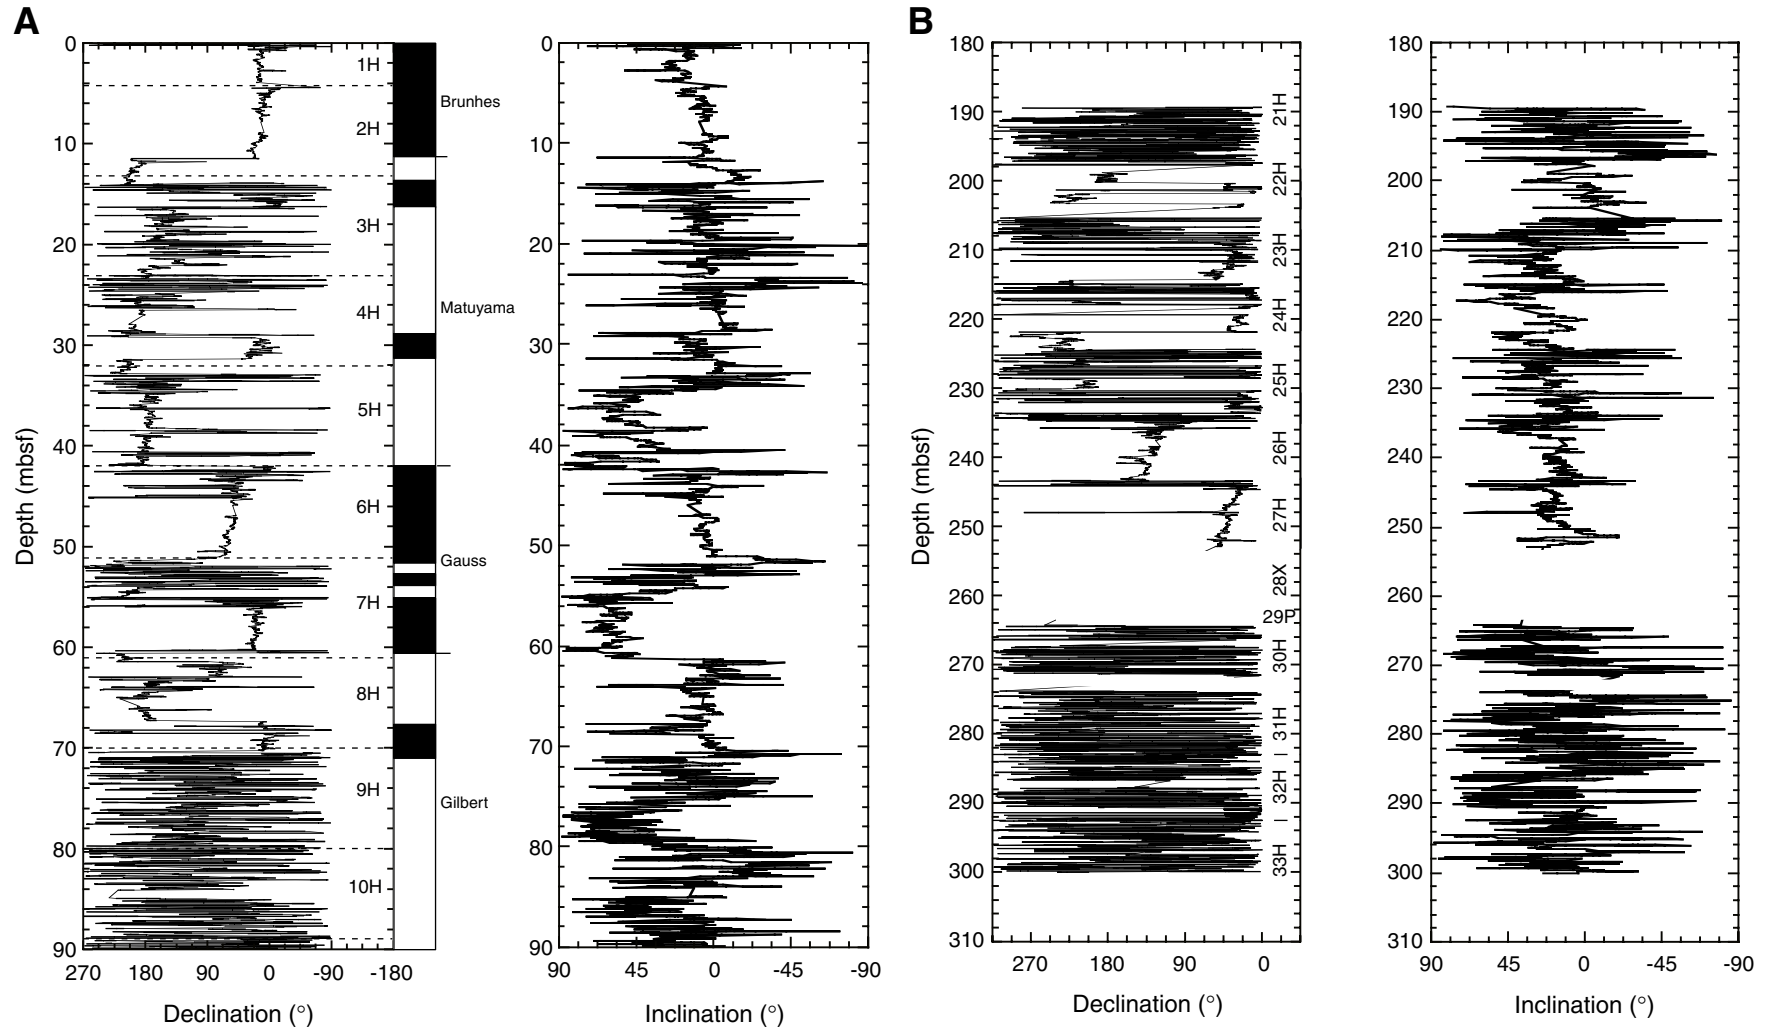 A
B
0
10
20
30
40
50
60
70
80
90
Depth (mbsf)
270 180 90 0 -90 -180
Declination (°)
1H
2H
3H
4H
5H
6H
7H
8H
9H
10H
Brunhes
Matuyama
Gauss
Gilbert
0
10
20
30
40
50
60
70
80
90
90 45 0 -45 -90
Inclination (°)
180
190
200
210
220
230
240
250
260
270
280
290
300
310
Depth (mbsf)
270 180 90 0
Declination (°)
21H
22H
23H
24H
25H
26H
27H
28X
29P
30H
31H
32H
33H
180
190
200
210
220
230
240
250
260
270
280
290
300
310
90 45 0 -45 -90
Inclination (°)